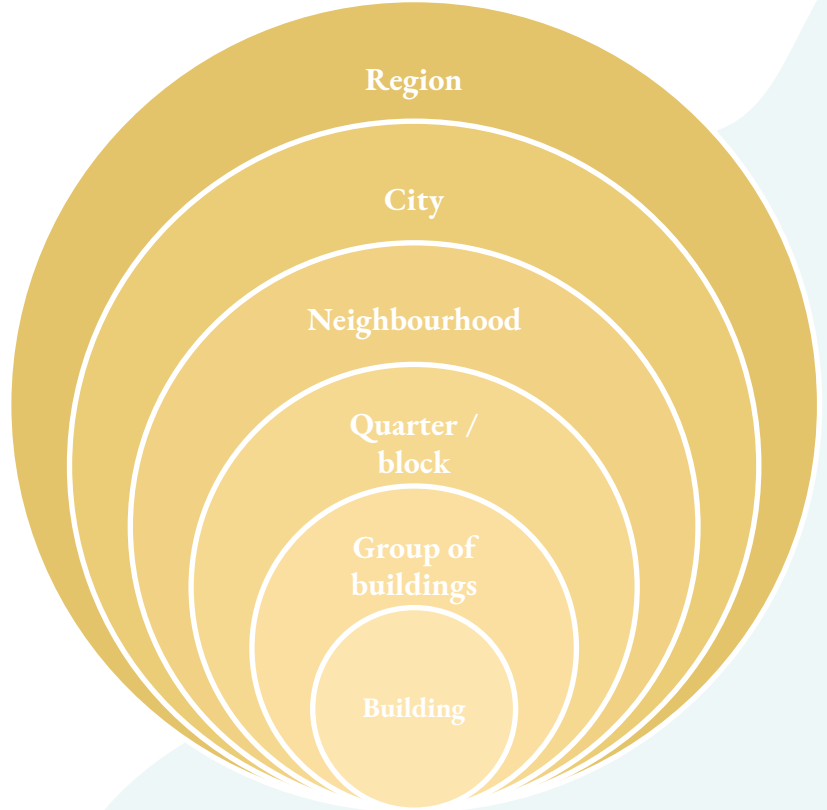 Region
City
Neighbourhood
Quarter /
block
Group of
buildings
Building